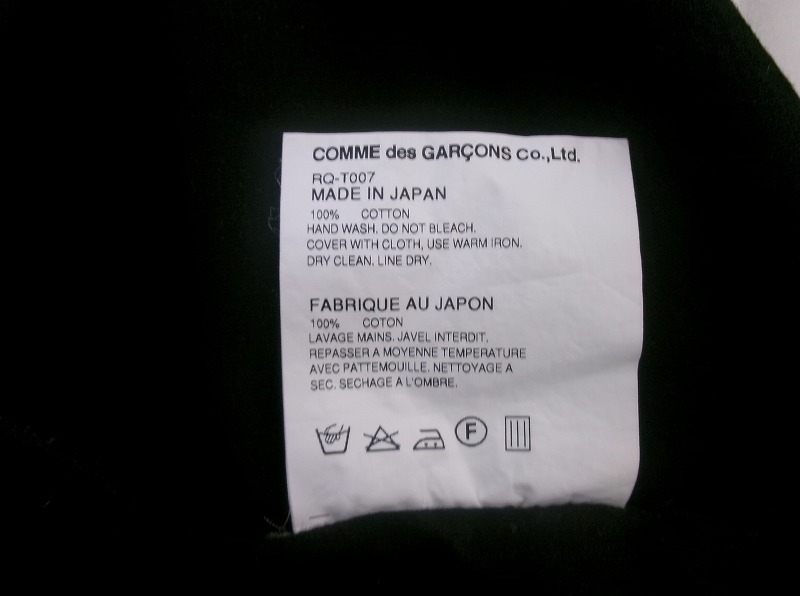 COMME des GARÇONS Co.,Ltd.
RQ-T007
MADE IN JAPAN
100% COTTON
HAND WASH. DO NOT BLEACH.
COVER WITH CLOTH, USE WARM IRON.
DRY CLEAN. LINE DRY.
FABRIQUE AU JAPON
100% COTON
LAVAGE MAINS. JAVEL INTERDIT.
REPASSER A MOYENNE TEMPERATURE
AVEC PATTEMOUILLE. NETTOYAGE A
SEC. SECHAGE A L'OMBRE.
F